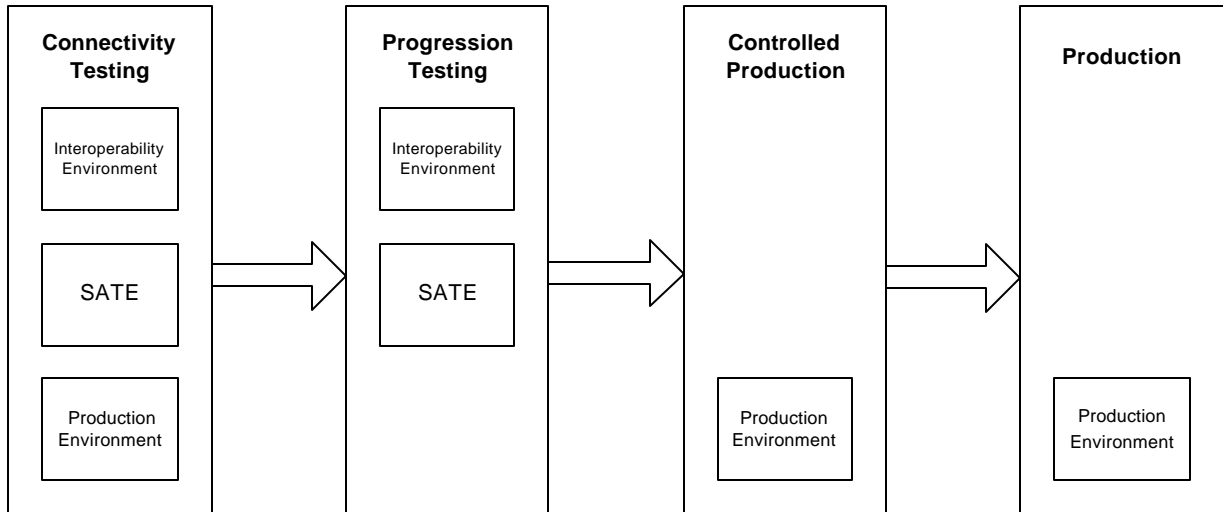 Connectivity
Testing
Interoperability
Environment
SATE
Production
Environment
Progression
Testing
Interoperability
Environment
SATE
Controlled
Production
Production
Environment
Production
Production
Environment